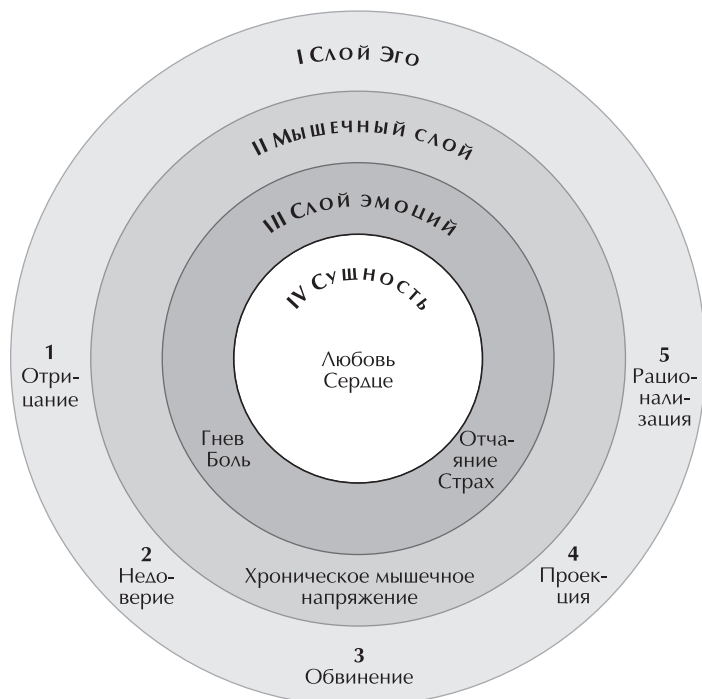 I Слой Эго
II Мышечный слой
III Слой эмоций
IV Сущность
Любовь
Сердце
Гнев
Боль
Отча-
яние
Страх
Хроническое мышечное
напряжение
1
Отри-
цание
2
Недо-
верие
3
Обвинение
4
Проек-
ция
5
Рацио-
нали-
зация